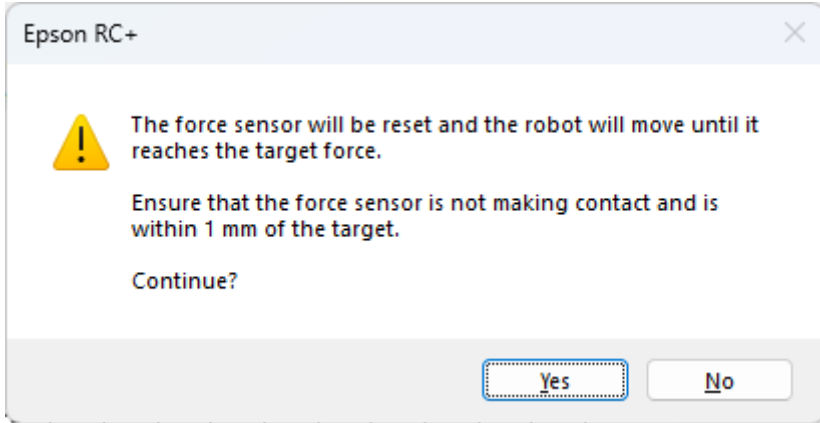 Epson RC+
The force sensor will be reset and the robot will move until it
reaches the target force.
Ensure that the force sensor is not making contact and is
within 1 mm of the target.
Continue?
Yes
No